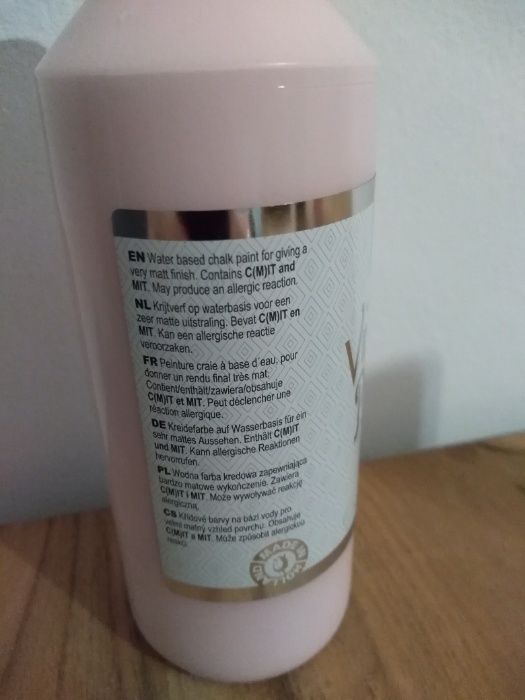 EN Water based chalk paint for giving a
very matt finish. Contains C(M)IT and
MIT. May produce an allergic reaction.
NL Krijtverf op waterbasis voor een
zeer matte uitstraling. Bevat C(M)IT en
MIT. Kan een allergische reactie
veroorzaken.
FR Peinture craie à base d'eau, pour
donner un rendu final très mat.
Contient/enthält/zawiera/obsahuje
C(M)IT et MIT. Peut déclencher une
réaction allergique.
DE Kreidefarbe auf Wasserbasis für ein
sehr mattes Aussehen. Enthält C(M)IT
und MIT. Kann allergische Reaktionen
hervorrufen.
PL Wodna farba kredowa zapewniająca
bardzo matowe wykończenie. Zawiera
C(M)IT i MIT. Może wywoływać reakcję
alergiczną.
CS Křídové barvy na bázi vody pro
velmi matný vzhled povrchu. Obsahuje
C(M)IT a MIT. Může způsobit alergickou
reakci.
MADE IN
HOLLAND